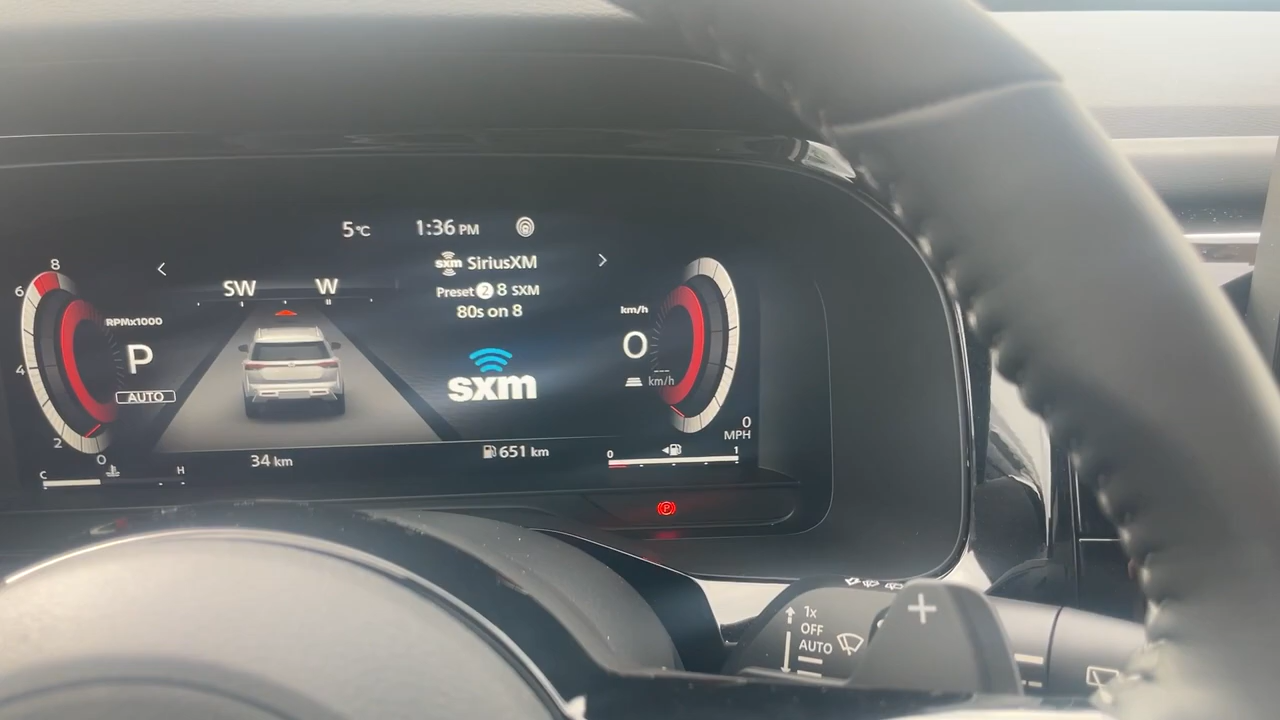 5°C 1:36 PM
sxm SiriusXM
Preset 2 8 SXM
80s on 8
sxm
SW W
8
6
4
2
0
RPMx1000
P
AUTO
km/h
0
--- km/h
0
MPH
34 km
651 km
C H
0 1
P
1x
OFF
AUTO
+